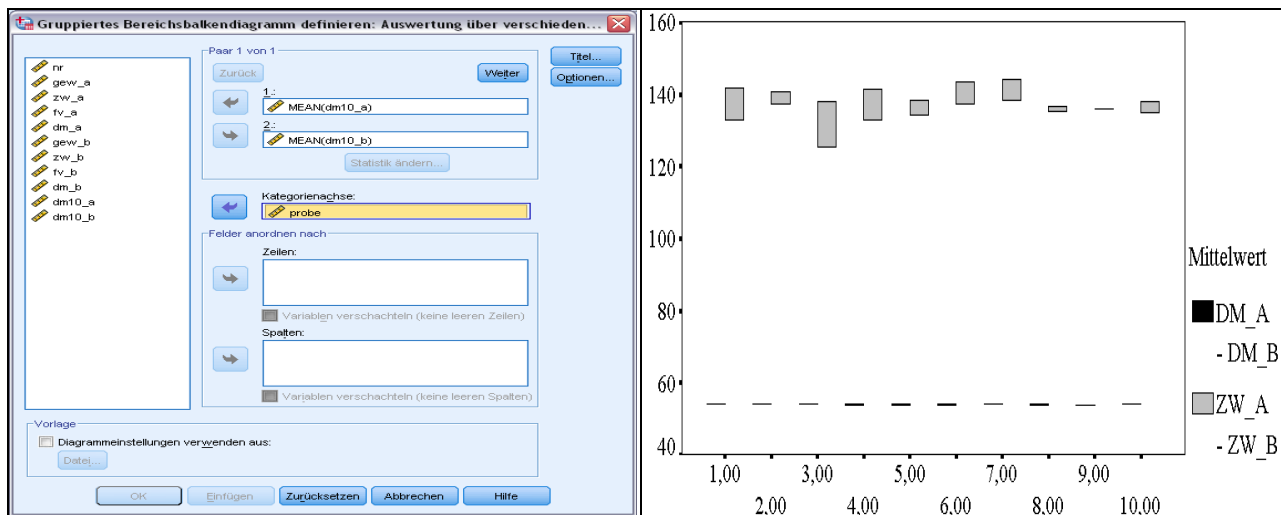 Gruppiertes Bereichsbalkendiagramm definieren: Auswertung über verschieden...
nr
gew_a
zw_a
fv_a
dm_a
gew_b
zw_b
fv_b
dm_b
dm10_a
dm10_b
Paar 1 von 1
Zurück
Weiter
1.:
MEAN(dm10_a)
2.:
MEAN(dm10_b)
Statistik ändern...
Kategorienachse:
probe
Felder anordnen nach
Zeilen:
Variablen verschachteln (keine leeren Zeilen)
Spalten:
Variablen verschachteln (keine leeren Spalten)
Titel...
Optionen...
Vorlage
Diagrammeinstellungen verwenden aus:
Datei...
OK
Einfügen
Zurücksetzen
Abbrechen
Hilfe
160
140
120
100
80
60
40
1,00
2,00
3,00
4,00
5,00
6,00
7,00
8,00
9,00
10,00
Mittelwert
DM_A
- DM_B
ZW_A
- ZW_B